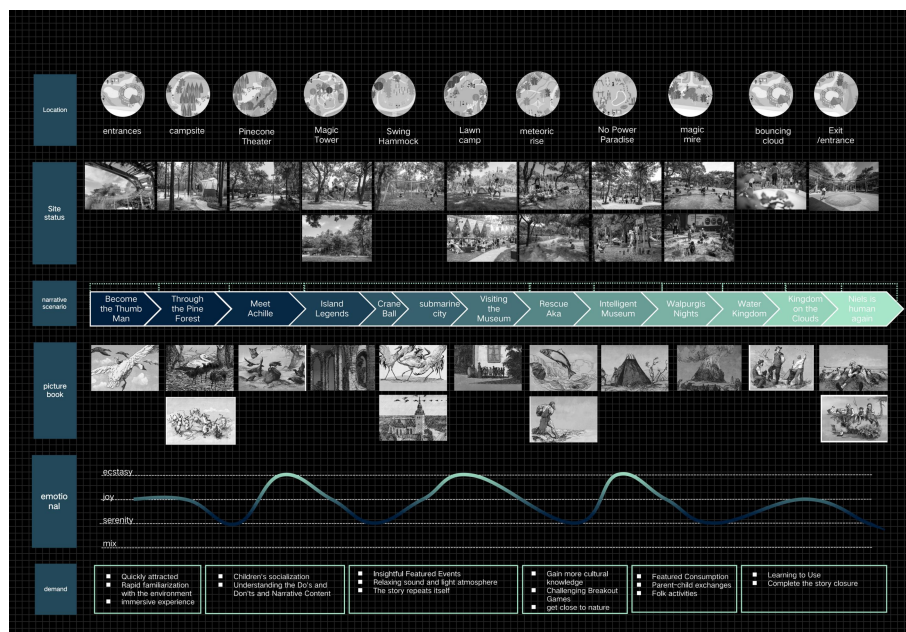 Location
entrances
campsite
Pinecone
Theater
Magic
Tower
Swing
Hammock
Lawn
camp
meteoric
rise
No Power
Paradise
magic
mire
bouncing
cloud
Exit
/entrance
Site
status
narrative
scenario
Become
the Thumb
Man
Through
the Pine
Forest
Meet
Achille
Island
Legends
Crane
Ball
submarine
city
Visiting
the
Museum
Rescue
Aka
Intelligent
Museum
Walpurgis
Nights
Water
Kingdom
Kingdom
on the
Clouds
Niels is
human
again
picture
book
emotio
nal
ecstasy
joy
serenity
mix
demand
Quickly attracted
Rapid familiarization
with the environment
immersive experience
Children's socialization
Understanding the Do's and
Don'ts and Narrative Content
Insightful Featured Events
Relaxing sound and light atmosphere
The story repeats itself
Gain more cultural
knowledge
Challenging Breakout
Games
get close to nature
Featured Consumption
Parent-child exchanges
Folk activities
Learning to Use
Complete the story closure